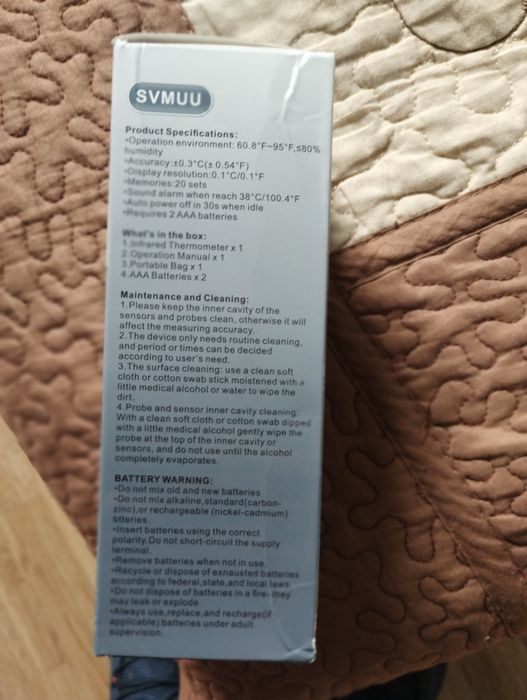 SVMUU
Product Specifications:
•Operation environment: 60.8°F~95°F,≤80%
humidity
•Accuracy:±0.3°C(± 0.54°F)
•Display resolution:0.1°C/0.1°F
•Memories:20 sets
•Sound alarm when reach 38°C/100.4°F
•Auto power off in 30s when idle
•Requires 2 AAA batteries
What's in the box:
1.Infrared Thermometer x 1
2.Operation Manual x 1
3.Portable Bag x 1
4.AAA Batteries x 2
Maintenance and Cleaning:
1.Please keep the inner cavity of the
sensors and probes clean, otherwise it will
affect the measuring accuracy.
2.The device only needs routine cleaning,
and period or times can be decided
according to user's need.
3.The surface cleaning: use a clean soft
cloth or cotton swab stick moistened with a
little medical alcohol or water to wipe the
dirt.
4.Probe and sensor inner cavity cleaning:
With a clean soft cloth or cotton swab dipped
with a little medical alcohol gently wipe the
probe at the top of the inner cavity or
sensors, and do not use until the alcohol
completely evaporates.
BATTERY WARNING:
•Do not mix old and new batteries
•Do not mix alkaline,standard(carbon-
zinc),or rechargeable (nickel-cadmium)
btteries.
•Insert batteries using the correct
polarity.Do not short-circuit the supply
terminal.
•Remove batteries when not in use.
•Recycle or dispose of exnausted batteries
according to federal,state,and local laws
•Do not dispose of batteries in a fire- they
may leak or explode.
•Always use,replace,and recharge(if
applicable) batteries under adult
supervision.